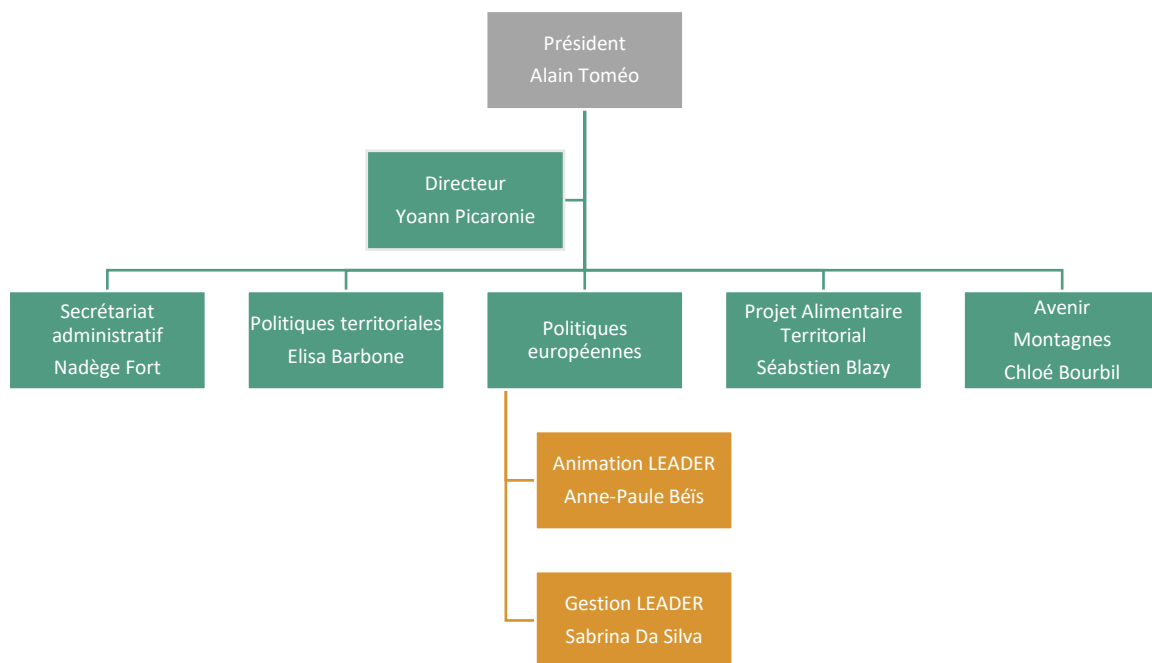 Président
Alain Toméo
Directeur
Yoann Picaronie
Secrétariat
administratif
Nadège Fort
Politiques territoriales
Elisa Barbone
Politiques
européennes
Projet Alimentaire
Territorial
Séabstien Blazy
Avenir
Montagnes
Chloé Bourbil
Animation LEADER
Anne-Paule Béïs
Gestion LEADER
Sabrina Da Silva